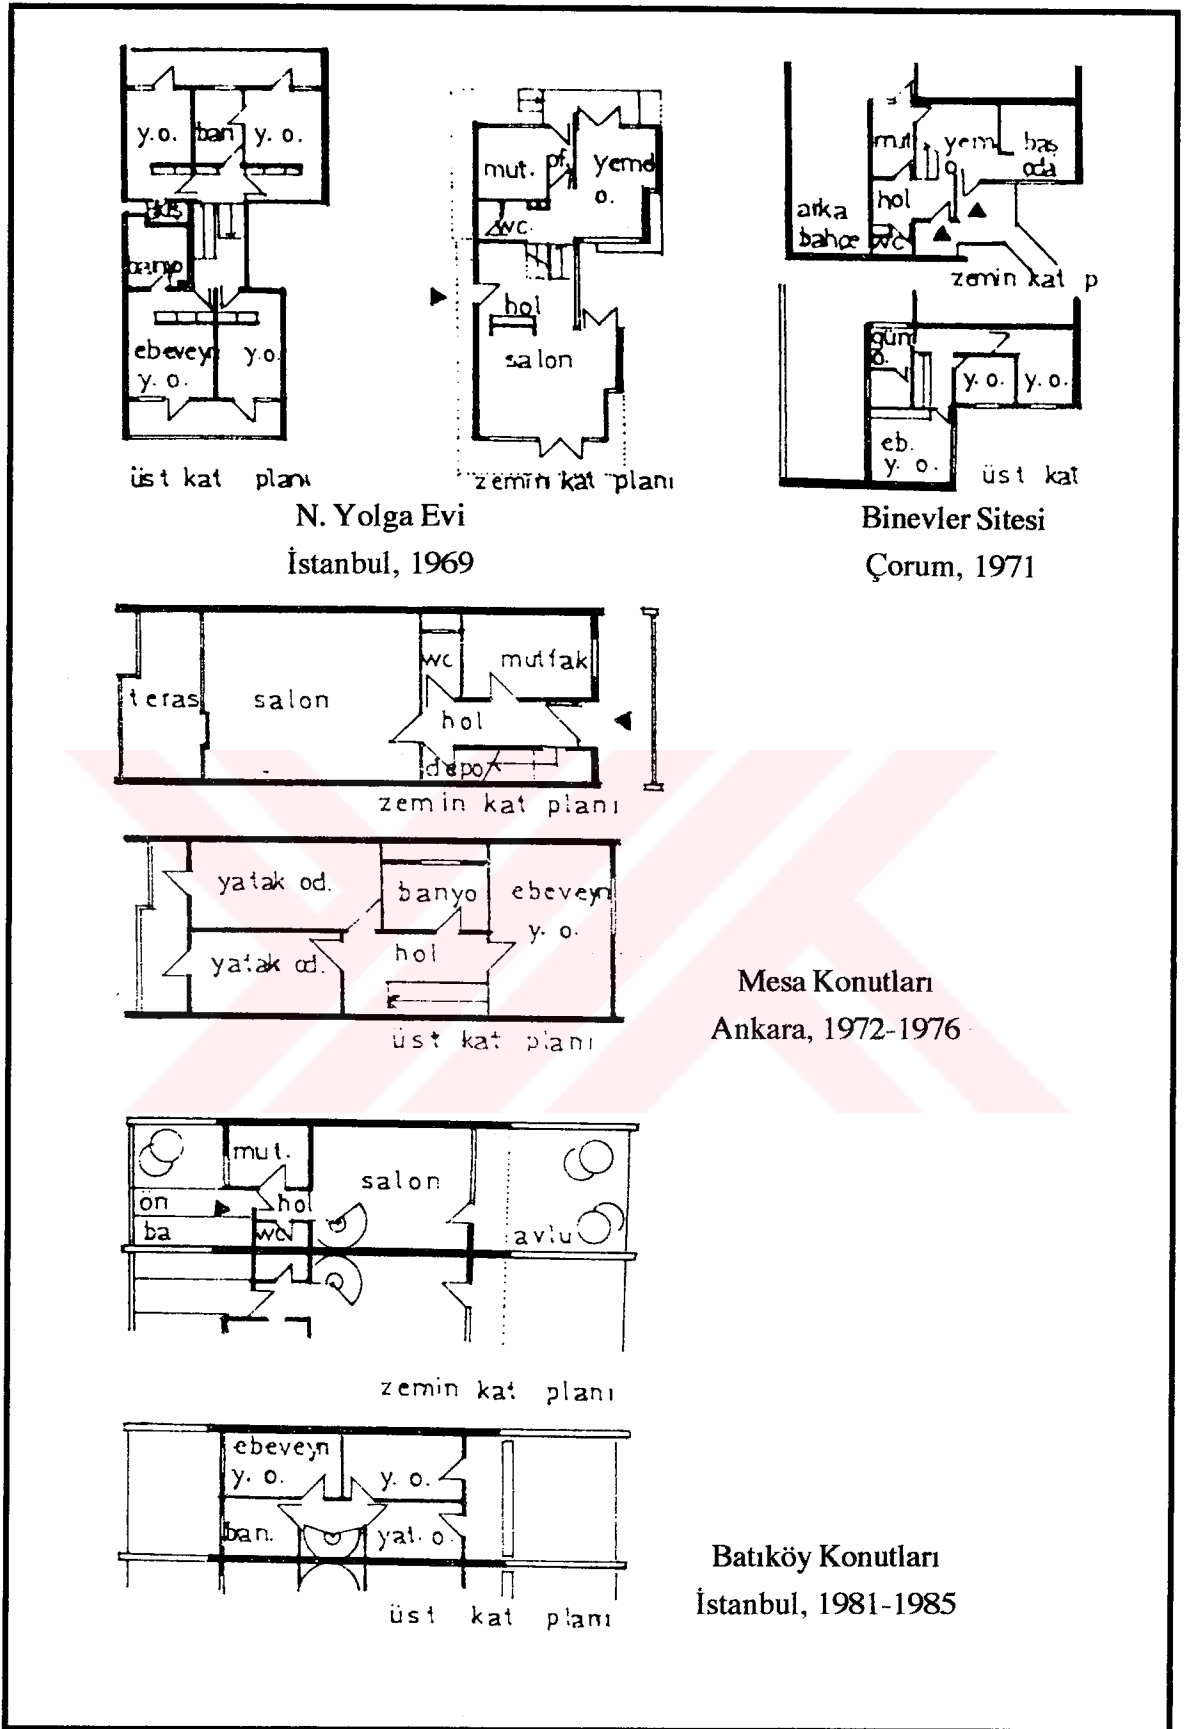 y.o.
ban
y. o.
banyo
ebeveyn
y. o.
y.o.
üst kat planı
mut.
yeme
o.
wc.
hol
salon
zemin kat planı
N. Yolga Evi
İstanbul, 1969
mut
yem
o
baş
oda
hol
arka
bahçe
wc
zemin kat p
gün
o.
y. o.
y. o.
eb.
y. o.
üst kat
Binevler Sitesi
Çorum, 1971
wc
mutfak
teras
salon
hol
depo
zemin kat planı
yatak od.
banyo
ebeveyn
y. o.
yatak od.
hol
üst kat planı
Mesa Konutları
Ankara, 1972-1976
mut.
salon
ön
hol
ba
wc
avlu
zemin kat planı
ebeveyn
y. o.
y. o.
ban.
yat. o.
üst kat planı
Batıköy Konutları
İstanbul, 1981-1985